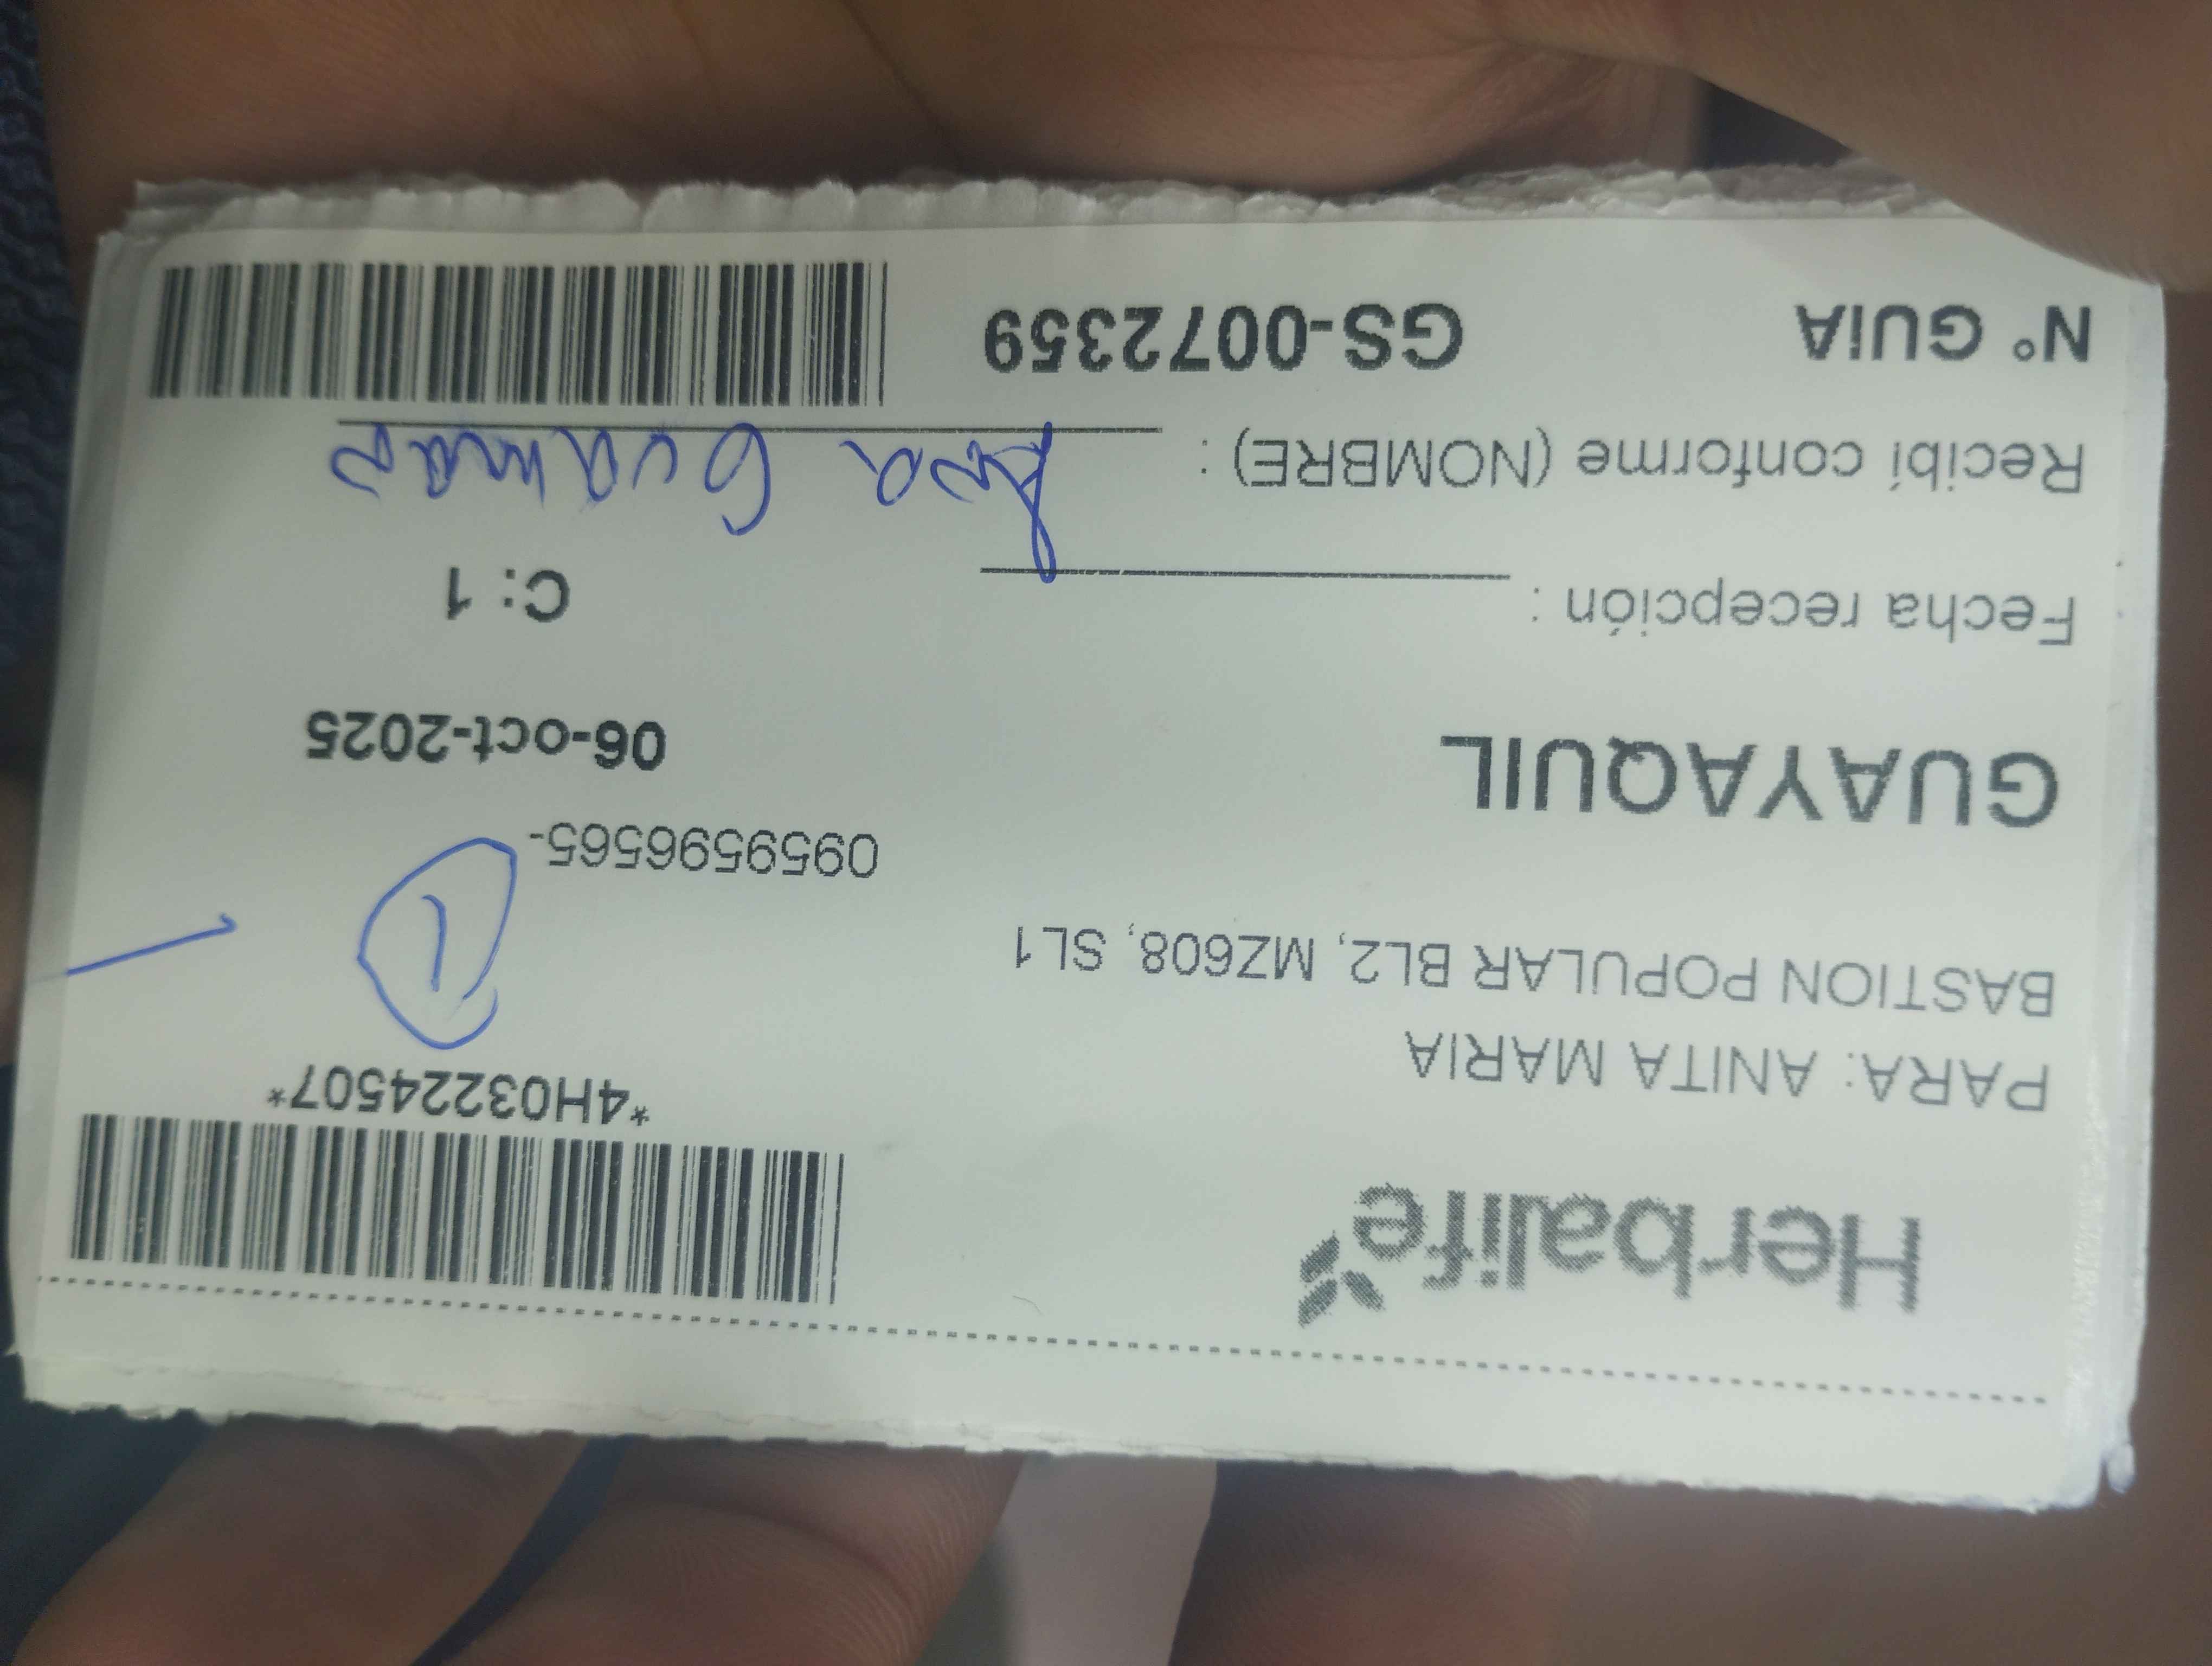 Herbalife
*4H03224507*
PARA: ANITA MARIA
1
BASTION POPULAR BL2, MZ608, SL1
0959596565-
GUAYAQUIL
06-oct-2025
Fecha recepción :
C: 1
Recibí conforme (NOMBRE) : Ana
N° GUIA GS-0072359